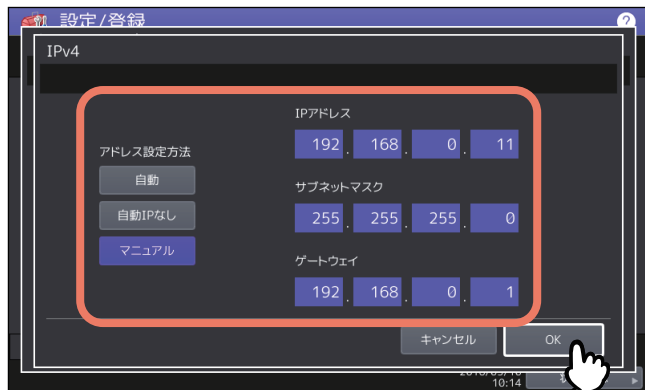 設定/登録
?
IPv4
IPアドレス
192 . 168 . 0 . 11
アドレス設定方法
自動
サブネットマスク
自動IPなし
255 . 255 . 255 . 0
マニュアル
ゲートウェイ
192 . 168 . 0 . 1
キャンセル
OK
10:14